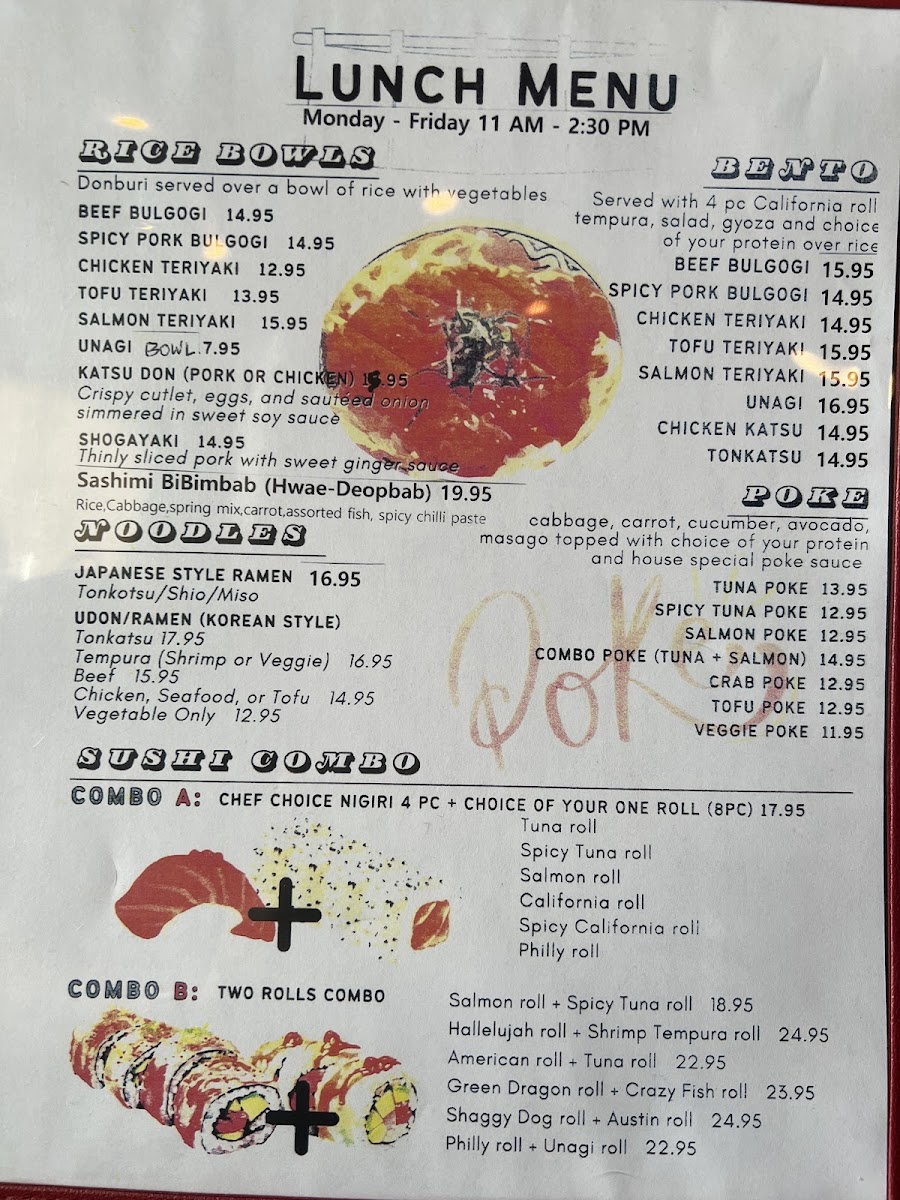 LUNCH MENU
Monday - Friday 11 AM - 2:30 PM
RICE BOWLS
Donburi served over a bowl of rice with vegetables
BEEF BULGOGI 14.95
SPICY PORK BULGOGI 14.95
CHICKEN TERIYAKI 12.95
TOFU TERIYAKI 13.95
SALMON TERIYAKI 15.95
UNAGI BOWL.7.95
KATSU DON (PORK OR CHICKEN) .95
Crispy cutlet, eggs, and sautéed onion
simmered in sweet soy sauce
SHOGAYAKI 14.95
Thinly sliced pork with sweet ginger sauce
Sashimi BiBimbab (Hwae-Deopbab) 19.95
Rice,Cabbage,spring mix,carrot,assorted fish, spicy chilli paste
NOODLES
JAPANESE STYLE RAMEN 16.95
Tonkotsu/Shio/Miso
UDON/RAMEN (KOREAN STYLE)
Tonkatsu 17.95
Tempura (Shrimp or Veggie) 16.95
Beef 15.95
Chicken, Seafood, or Tofu 14.95
Vegetable Only 12.95
BENTO
Served with 4 pc California roll
tempura, salad, gyoza and choice
of your protein over rice
BEEF BULGOGI 15.95
SPICY PORK BULGOGI 14.95
CHICKEN TERIYAKI 14.95
TOFU TERIYAKI 15.95
SALMON TERIYAKI 15.95
UNAGI 16.95
CHICKEN KATSU 14.95
TONKATSU 14.95
POKE
cabbage, carrot, cucumber, avocado,
masago topped with choice of your protein
and house special poke sauce
TUNA POKE 13.95
SPICY TUNA POKE 12.95
SALMON POKE 12.95
COMBO POKE (TUNA + SALMON) 14.95
CRAB POKE 12.95
TOFU POKE 12.95
VEGGIE POKE 11.95
Poké
SUSHI COMBO
COMBO A: CHEF CHOICE NIGIRI 4 PC + CHOICE OF YOUR ONE ROLL (8PC) 17.95
Tuna roll
Spicy Tuna roll
Salmon roll
California roll
Spicy California roll
Philly roll
+
COMBO B: TWO ROLLS COMBO
Salmon roll + Spicy Tuna roll 18.95
Hallelujah roll + Shrimp Tempura roll 24.95
American roll + Tuna roll 22.95
Green Dragon roll + Crazy Fish roll 23.95
Shaggy Dog roll + Austin roll 24.95
Philly roll + Unagi roll 22.95
+